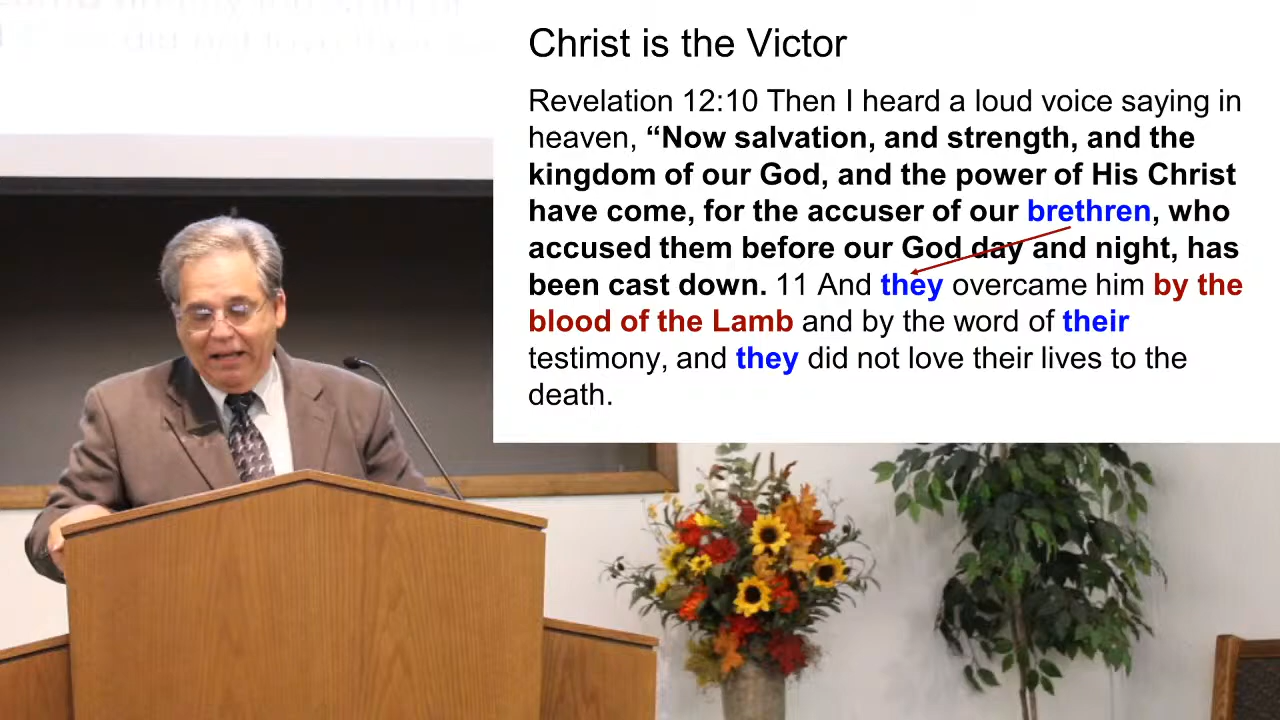 Christ is the Victor
Revelation 12:10 Then I heard a loud voice saying in
heaven, “Now salvation, and strength, and the
kingdom of our God, and the power of His Christ
have come, for the accuser of our brethren, who
accused them before our God day and night, has
been cast down. 11 And they overcame him by the
blood of the Lamb and by the word of their
testimony, and they did not love their lives to the
death.